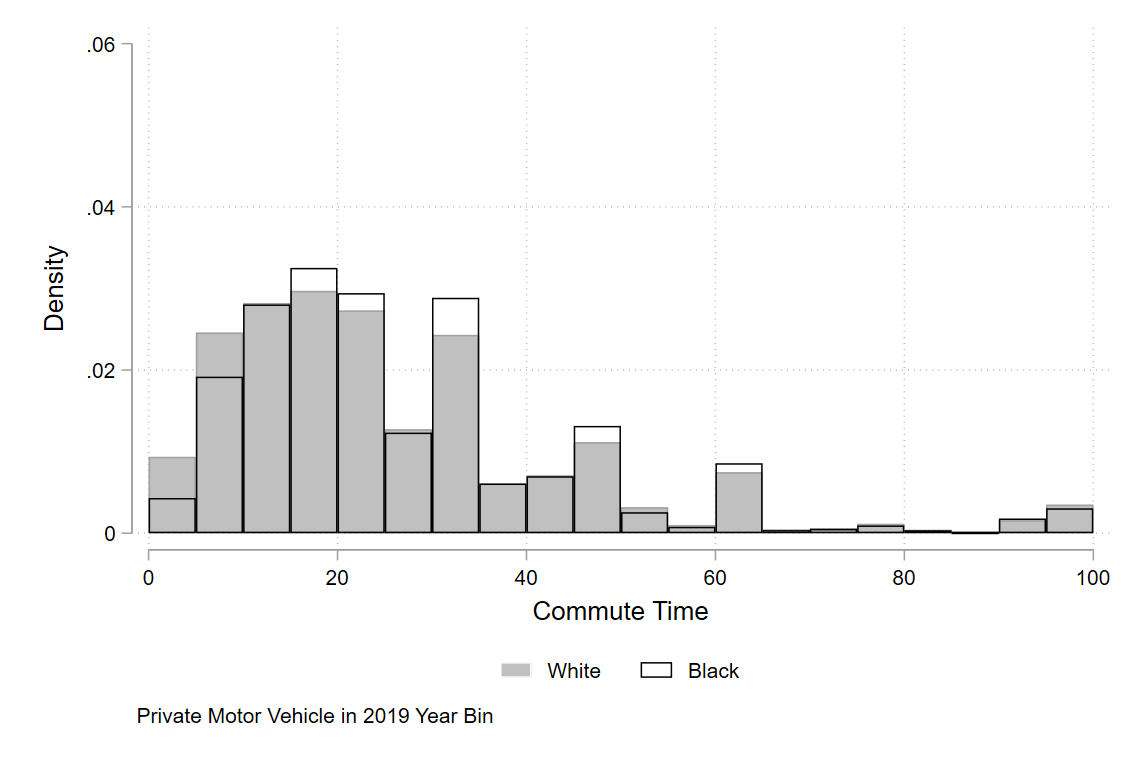 .06
.04
.02
0
Density
0 20 40 60 80 100
Commute Time
White Black
Private Motor Vehicle in 2019 Year Bin